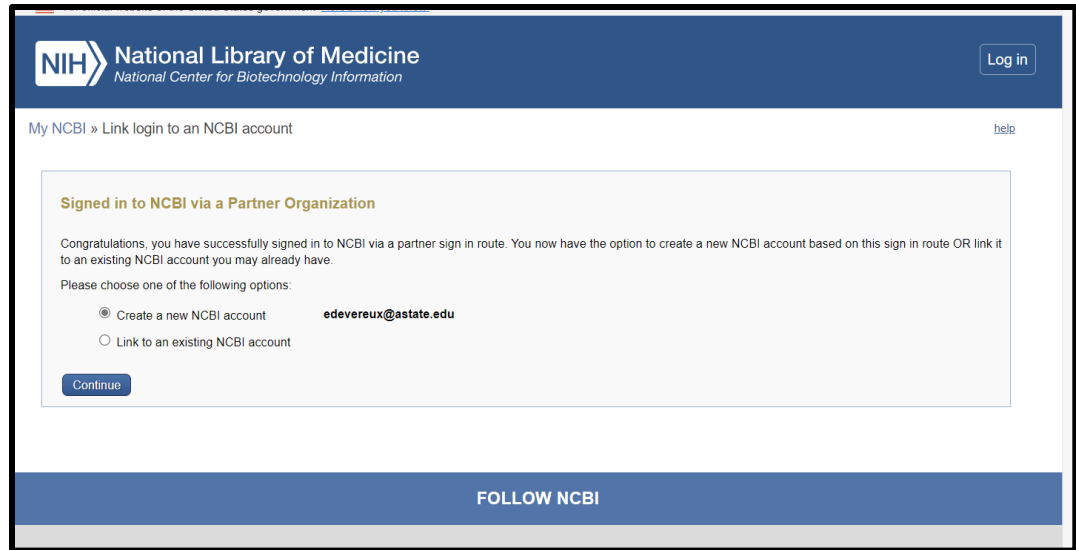 NIH
National Library of Medicine
National Center for Biotechnology Information
Log in
My NCBI » Link login to an NCBI account
help
Signed in to NCBI via a Partner Organization
Congratulations, you have successfully signed in to NCBI via a partner sign in route. You now have the option to create a new NCBI account based on this sign in route OR link it
to an existing NCBI account you may already have.
Please choose one of the following options:
Create a new NCBI account edevereux@astate.edu
Link to an existing NCBI account
Continue
FOLLOW NCBI